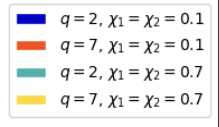 q = 2, χ₁ = χ₂ = 0.1
q = 7, χ₁ = χ₂ = 0.1
q = 2, χ₁ = χ₂ = 0.7
q = 7, χ₁ = χ₂ = 0.7